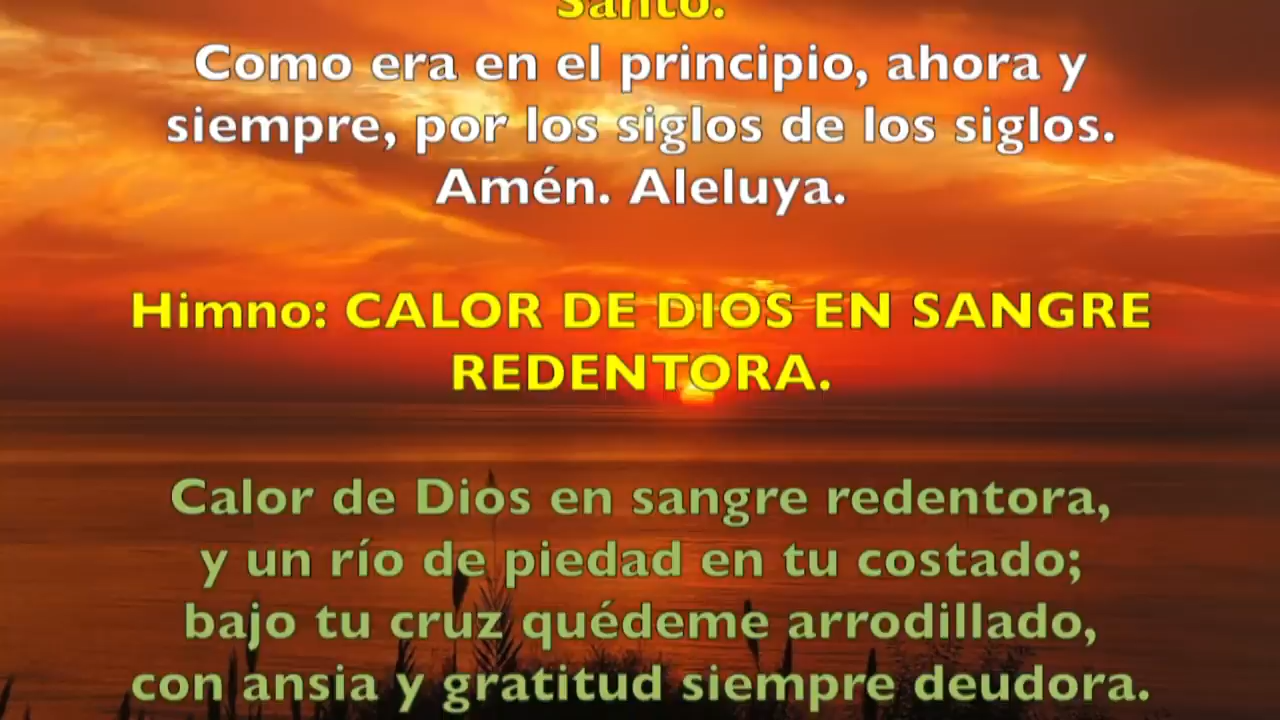 Santo.
Como era en el principio, ahora y
siempre, por los siglos de los siglos.
Amén. Aleluya.
Himno: CALOR DE DIOS EN SANGRE
REDENTORA.
Calor de Dios en sangre redentora,
y un río de piedad en tu costado;
bajo tu cruz quédeme arrodillado,
con ansia y gratitud siempre deudora.